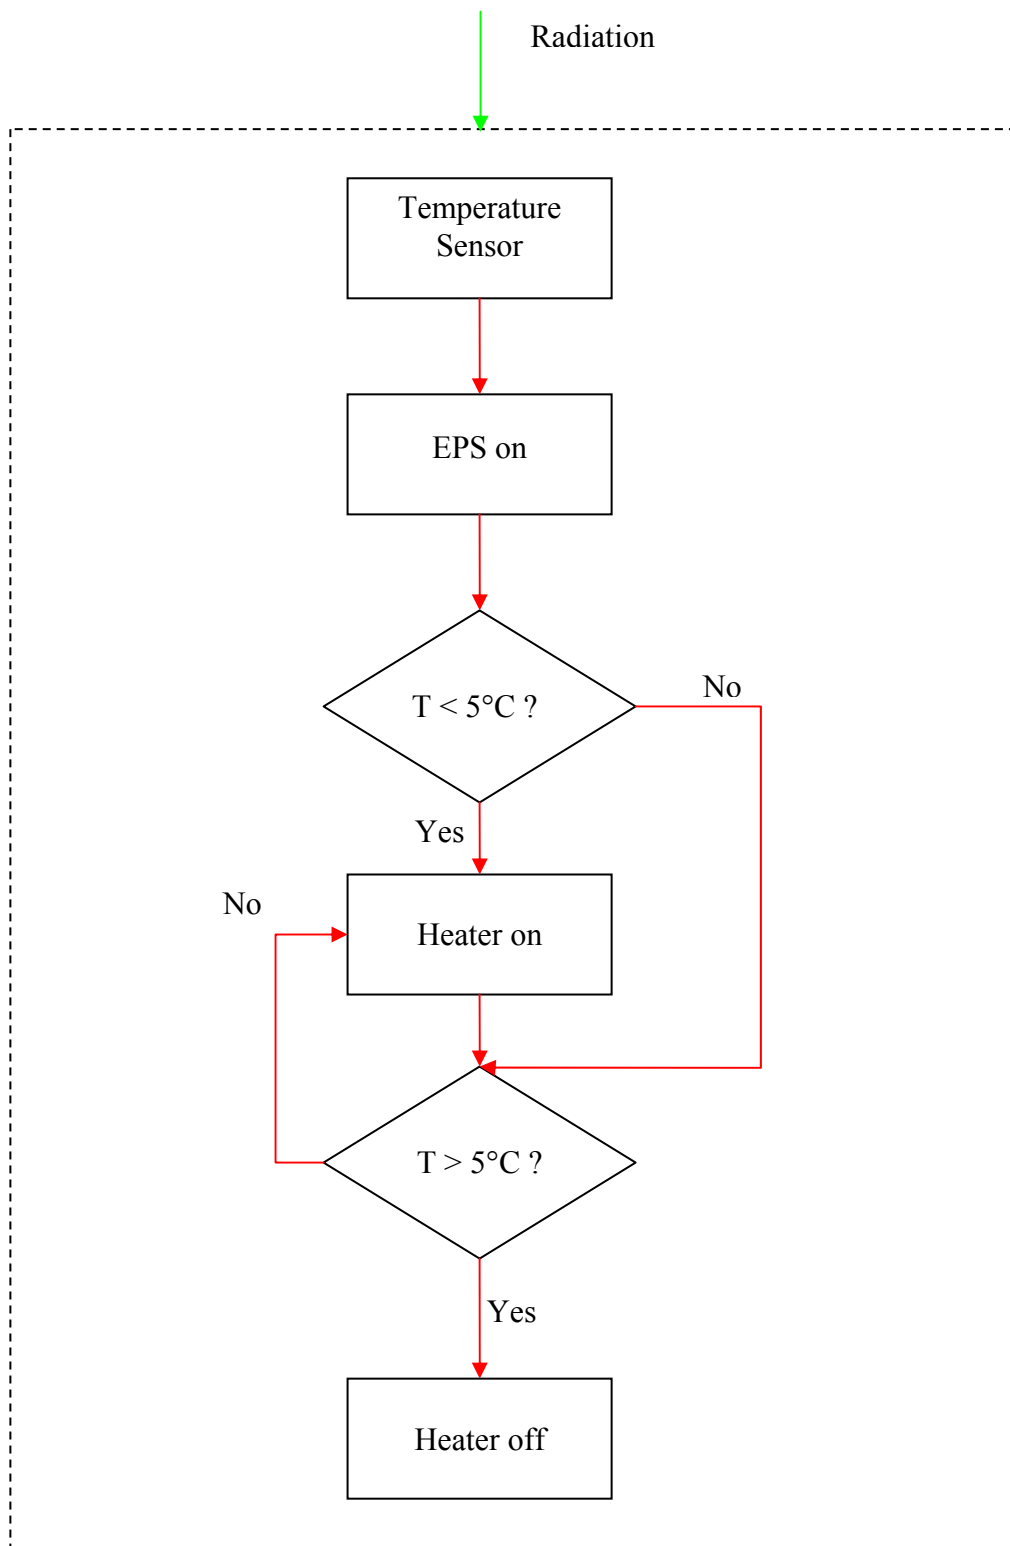 Radiation
Temperature
Sensor
EPS on
T < 5°C ?
No
Yes
No
Heater on
T > 5°C ?
Yes
Heater off